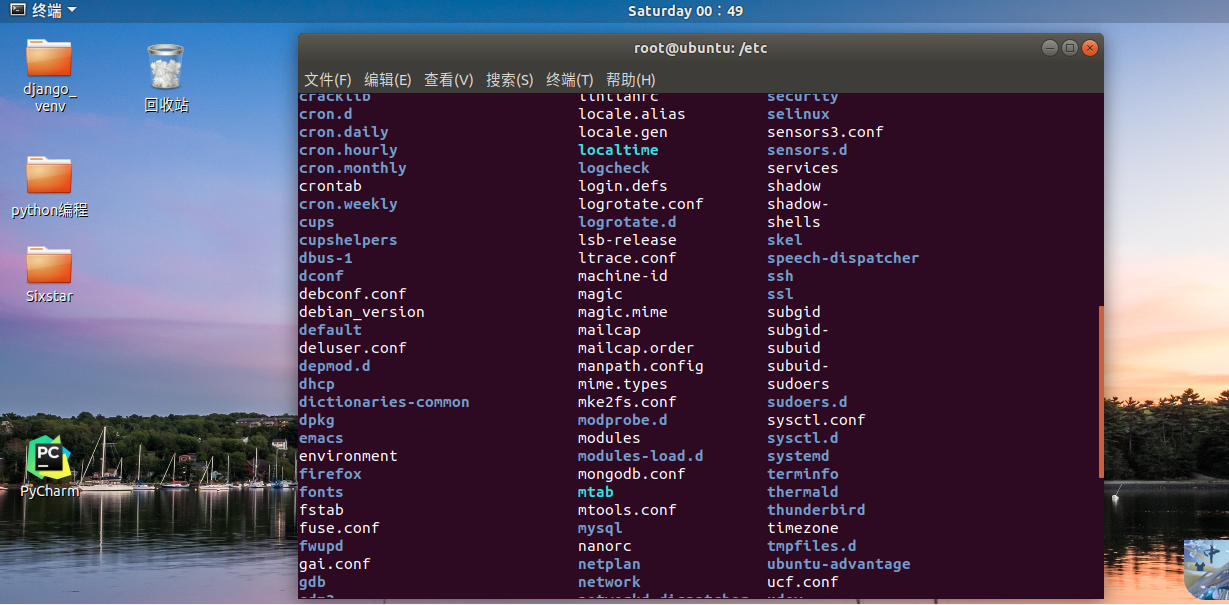 终端
Saturday 00:49
django_
venv
回收站
python编程
Sixstar
PyCharm
PC
root@ubuntu: /etc
文件(F) 编辑(E) 查看(V) 搜索(S) 终端(T) 帮助(H)
cracklib security
cron.d locale.alias selinux
cron.daily locale.gen sensors3.conf
cron.hourly localtime sensors.d
cron.monthly logcheck services
crontab login.defs shadow
cron.weekly logrotate.conf shadow-
cups logrotate.d shells
cupshelpers lsb-release skel
dbus-1 ltrace.conf speech-dispatcher
dconf machine-id ssh
debconf.conf magic ssl
debian_version magic.mime subgid
default mailcap subgid-
deluser.conf mailcap.order subuid
depmod.d manpath.config subuid-
dhcp mime.types sudoers
dictionaries-common mke2fs.conf sudoers.d
dpkg modprobe.d sysctl.conf
emacs modules sysctl.d
environment modules-load.d systemd
firefox mongodb.conf terminfo
fonts mtab thermald
fstab mtools.conf thunderbird
fuse.conf mysql timezone
fwupd nanorc tmpfiles.d
gai.conf netplan ubuntu-advantage
gdb network ucf.conf
中